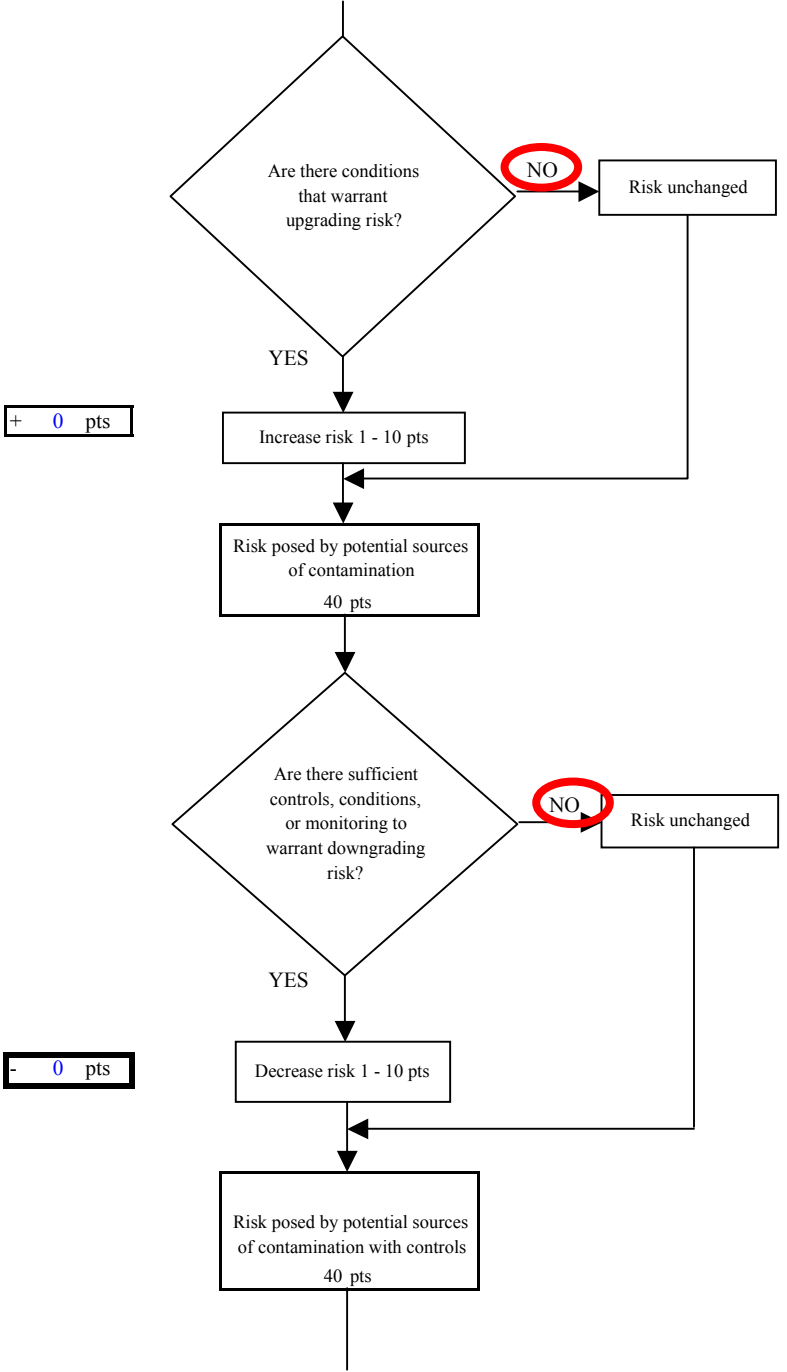 Are there conditions
that warrant
upgrading risk?
NO
Risk unchanged
YES
+ 0 pts
Increase risk 1 - 10 pts
Risk posed by potential sources
of contamination
40 pts
Are there sufficient
controls, conditions,
or monitoring to
warrant downgrading
risk?
NO
Risk unchanged
YES
- 0 pts
Decrease risk 1 - 10 pts
Risk posed by potential sources
of contamination with controls
40 pts